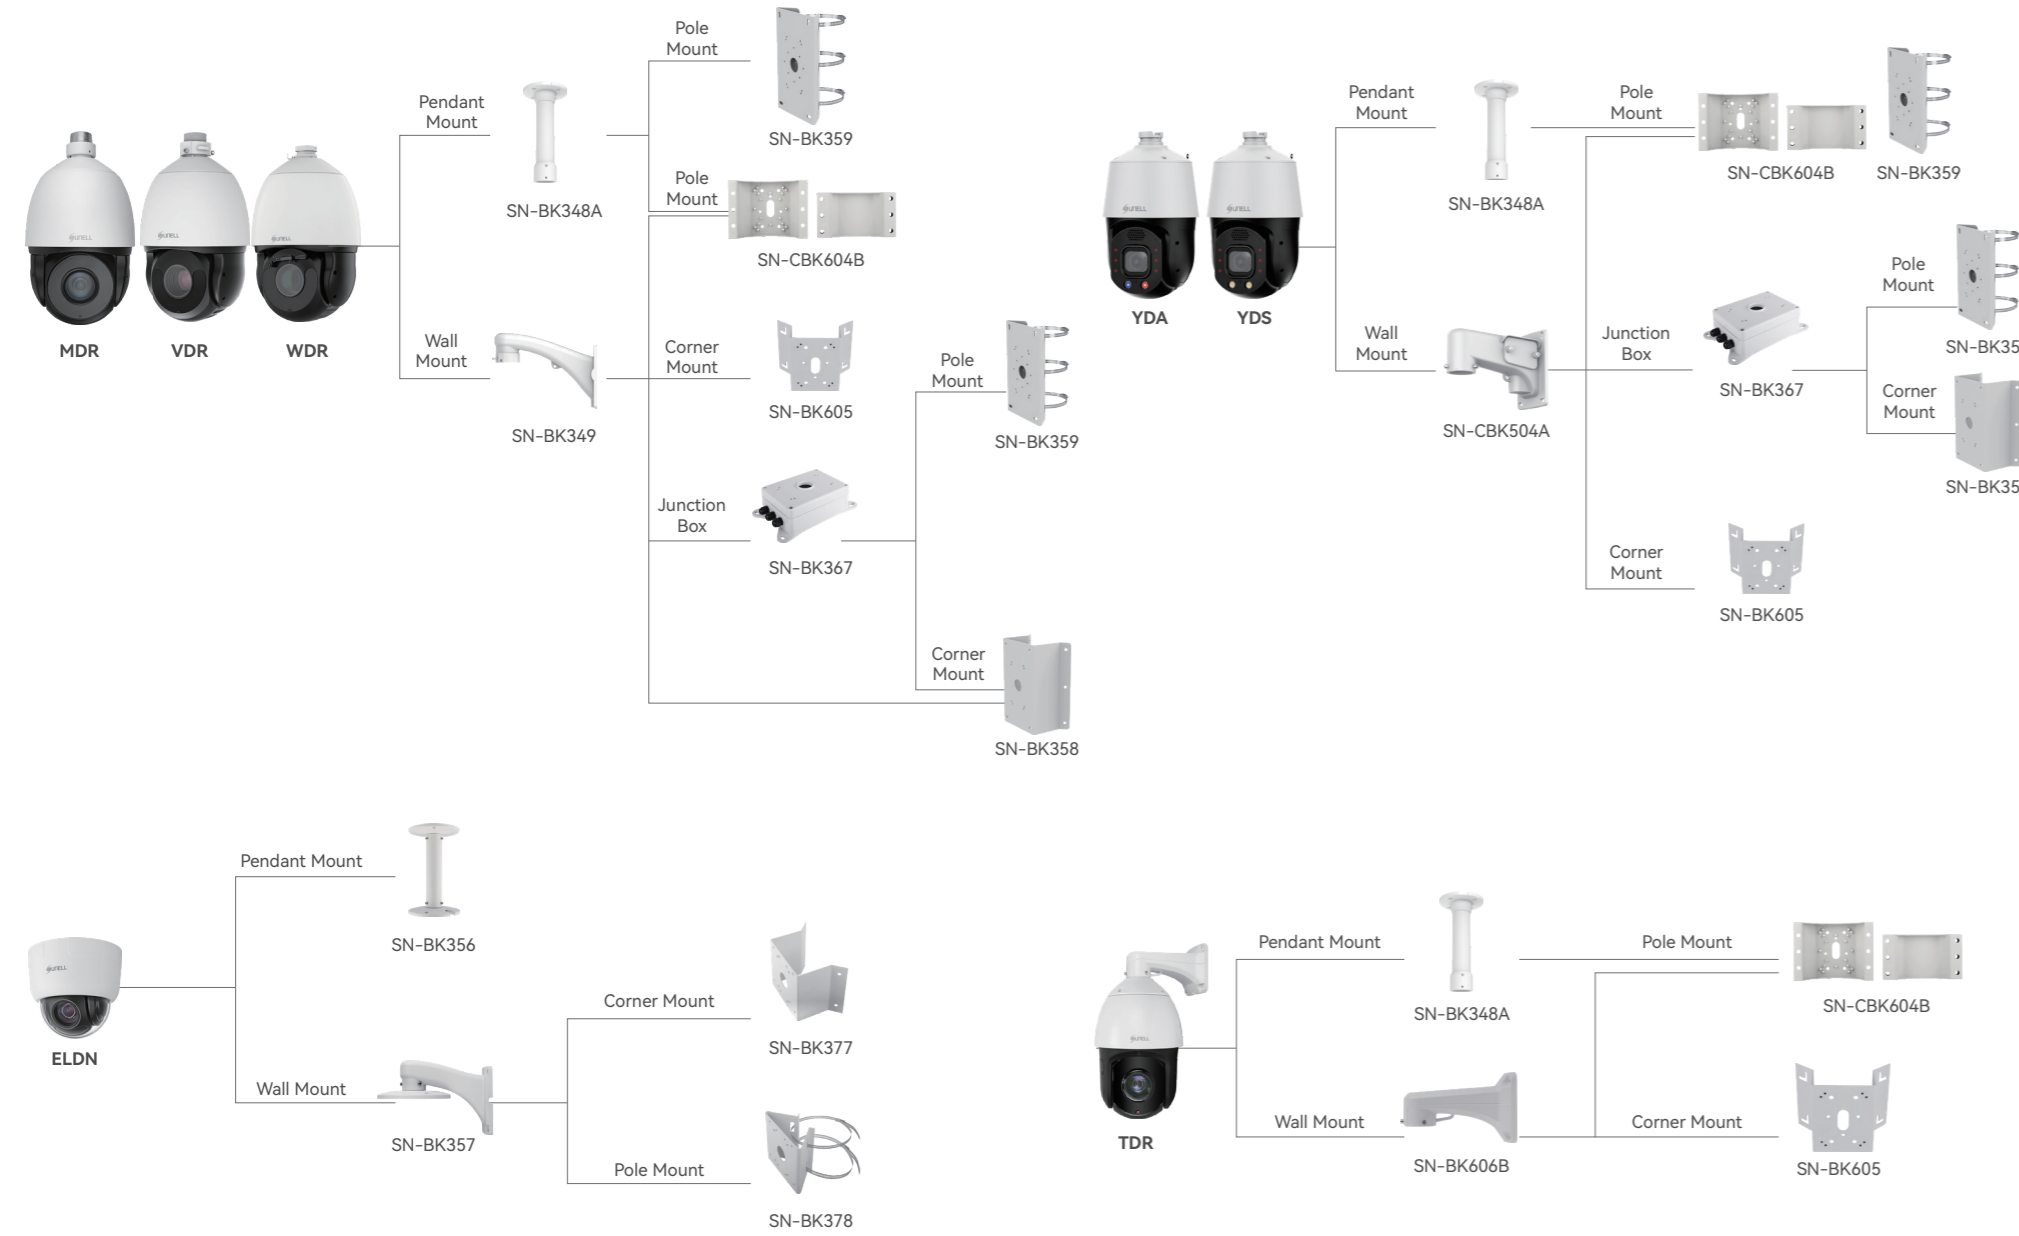 Pole
Mount
SN-BK359
Pendant
Mount
SN-BK348A
Pole
Mount
SN-CBK604B
MDR
VDR
WDR
Wall
Mount
SN-BK349
Corner
Mount
SN-BK605
Pole
Mount
SN-BK359
Junction
Box
SN-BK367
Corner
Mount
SN-BK358
Pendant
Mount
SN-BK348A
Pole
Mount
SN-CBK604B
SN-BK359
YDA
YDS
Wall
Mount
SN-CBK504A
Junction
Box
SN-BK367
Pole
Mount
SN-BK35
Corner
Mount
SN-BK35
Corner
Mount
SN-BK605
Pendant Mount
SN-BK356
ELDN
Wall Mount
SN-BK357
Corner Mount
SN-BK377
Pole Mount
SN-BK378
Pendant Mount
SN-BK348A
Pole Mount
SN-CBK604B
TDR
Wall Mount
SN-BK606B
Corner Mount
SN-BK605